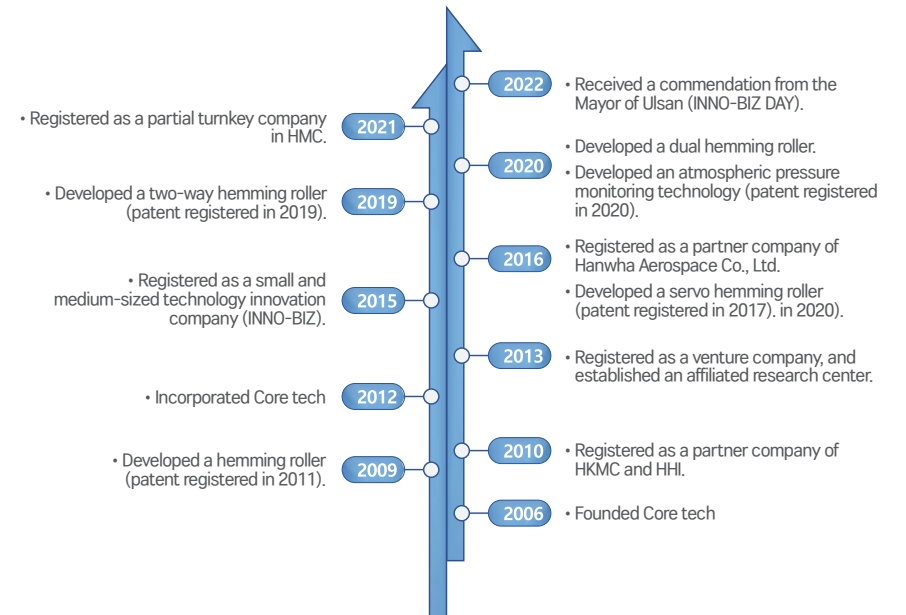 2022
• Received a commendation from the
Mayor of Ulsan (INNO-BIZ DAY).
• Registered as a partial turnkey company
in HMC.
2021
2020
• Developed a dual hemming roller.
• Developed an atmospheric pressure
monitoring technology (patent registered
in 2020).
• Developed a two-way hemming roller
(patent registered in 2019).
2019
2016
• Registered as a partner company of
Hanwha Aerospace Co., Ltd.
• Developed a servo hemming roller
(patent registered in 2017). in 2020).
• Registered as a small and
medium-sized technology innovation
company (INNO-BIZ).
2015
2013
• Registered as a venture company, and
established an affiliated research center.
• Incorporated Core tech
2012
2010
• Registered as a partner company of
HKMC and HHI.
• Developed a hemming roller
(patent registered in 2011).
2009
2006
• Founded Core tech